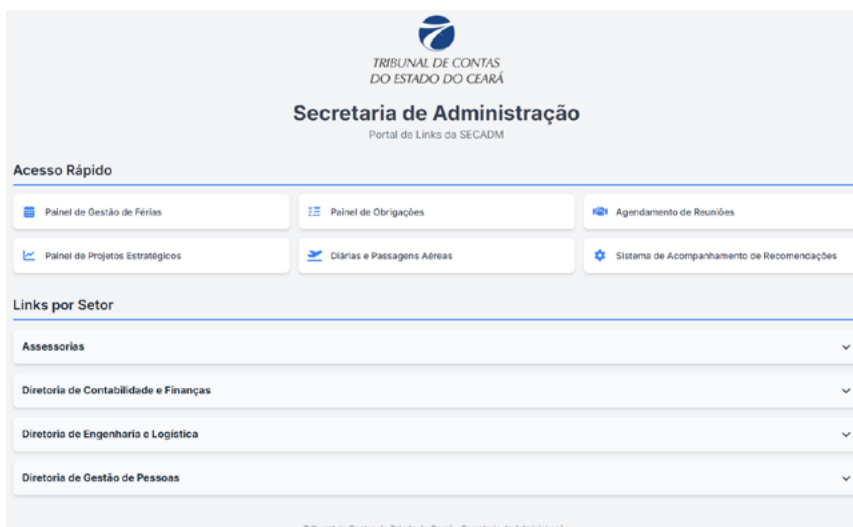 TRIBUNAL DE CONTAS
DO ESTADO DO CEARÁ
Secretaria de Administração
Portal de Links da SECADM
Acesso Rápido
Painel de Gestão de Férias
Painel de Obrigações
Agendamento de Reuniões
Painel de Projetos Estratégicos
Diárias e Passagens Aéreas
Sistema de Acompanhamento de Recomendações
Links por Setor
Assessorias
Diretoria de Contabilidade e Finanças
Diretoria de Engenharia e Logística
Diretoria de Gestão de Pessoas